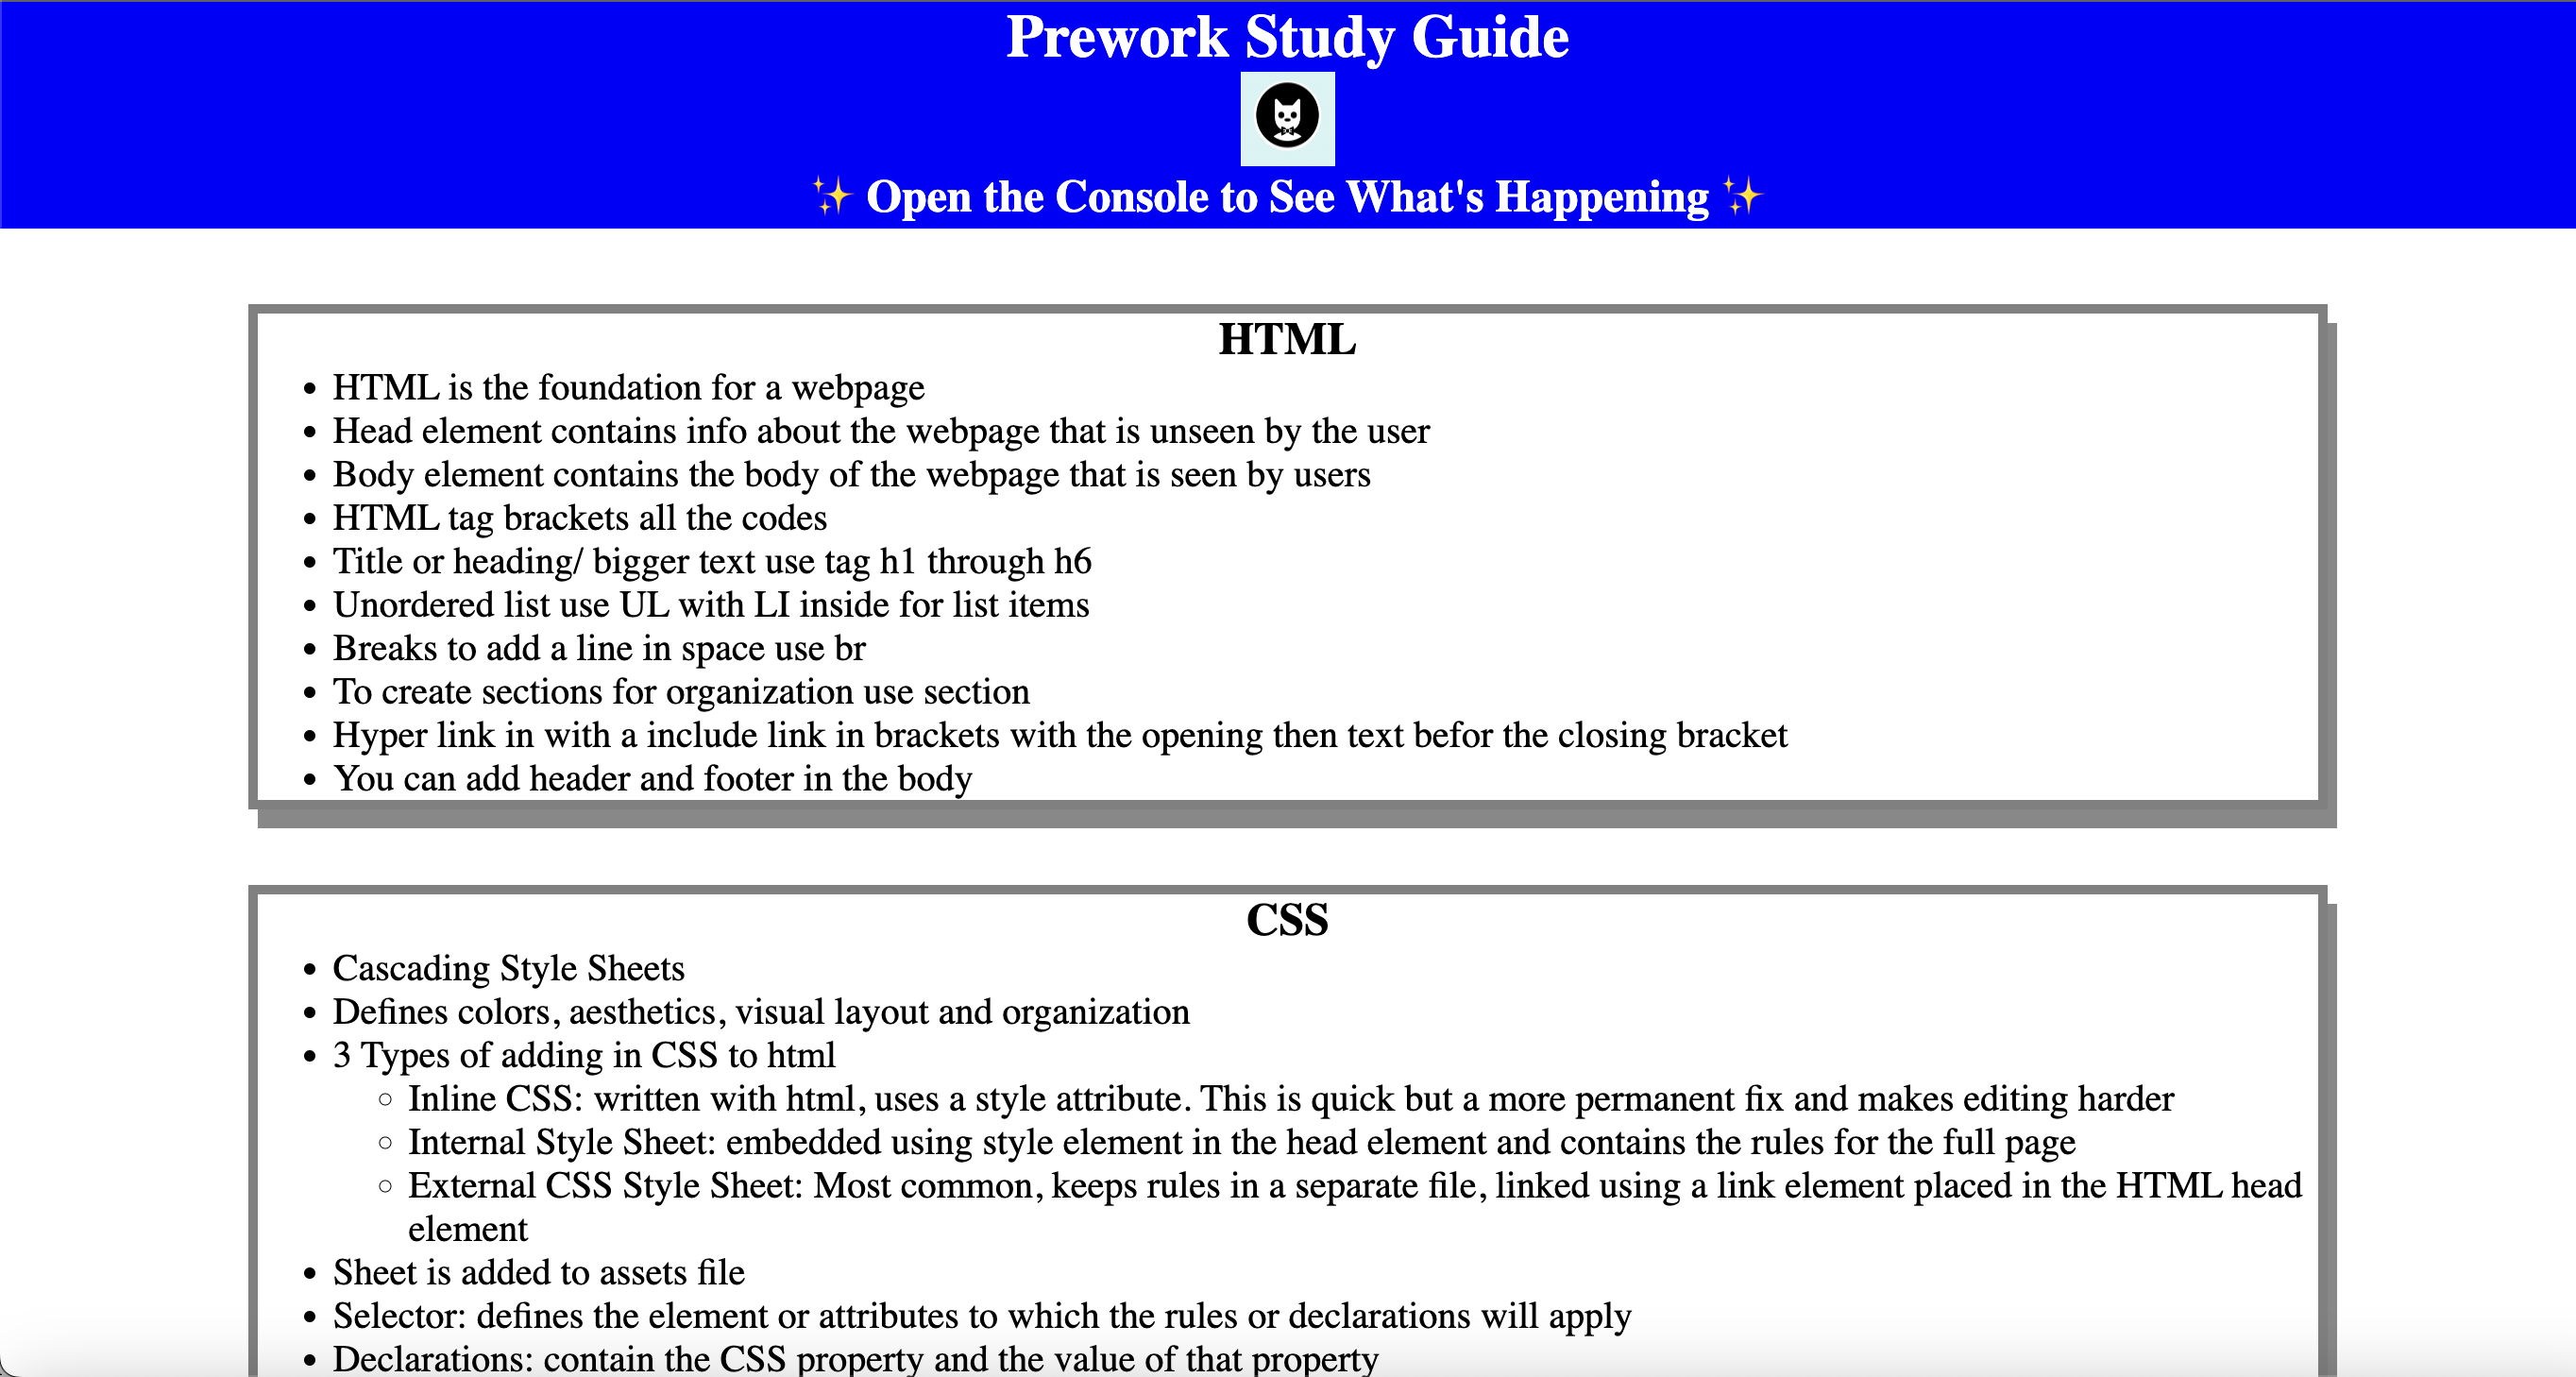 Prework Study Guide
✨ Open the Console to See What's Happening ✨
HTML
• HTML is the foundation for a webpage
• Head element contains info about the webpage that is unseen by the user
• Body element contains the body of the webpage that is seen by users
• HTML tag brackets all the codes
• Title or heading/ bigger text use tag h1 through h6
• Unordered list use UL with LI inside for list items
• Breaks to add a line in space use br
• To create sections for organization use section
• Hyper link in with a include link in brackets with the opening then text befor the closing bracket
• You can add header and footer in the body
CSS
• Cascading Style Sheets
• Defines colors, aesthetics, visual layout and organization
• 3 Types of adding in CSS to html
◦ Inline CSS: written with html, uses a style attribute. This is quick but a more permanent fix and makes editing harder
◦ Internal Style Sheet: embedded using style element in the head element and contains the rules for the full page
◦ External CSS Style Sheet: Most common, keeps rules in a separate file, linked using a link element placed in the HTML head
element
• Sheet is added to assets file
• Selector: defines the element or attributes to which the rules or declarations will apply
• Declarations: contain the CSS property and the value of that property